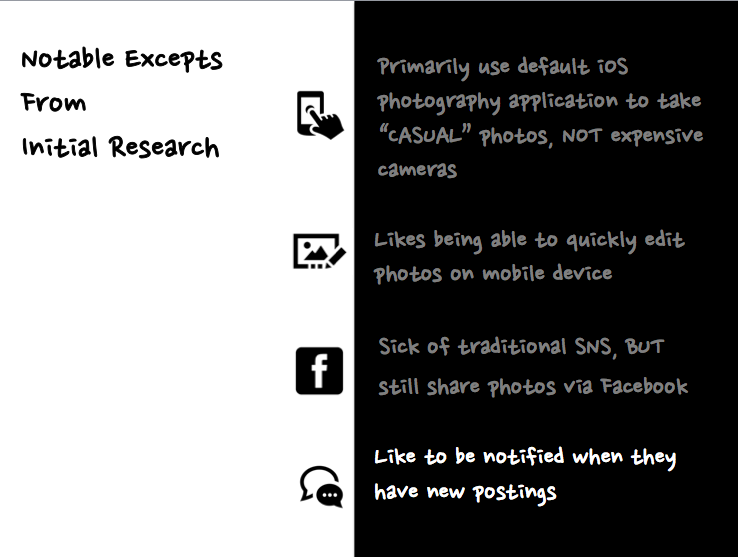 Notable Excepts
From
Initial Research
Primarily use default iOS
photography application to take
“CASUAL” photos, NOT expensive
cameras
Likes being able to quickly edit
photos on mobile device
Sick of traditional SNS, BUT
still share photos via Facebook
Like to be notified when they
have new postings